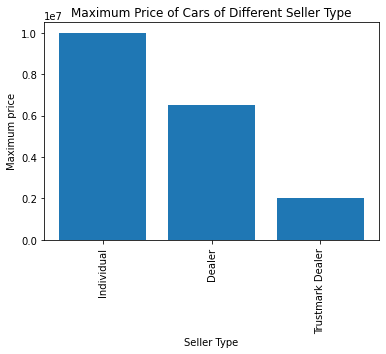 Maximum Price of Cars of Different Seller Type
1e7
1.0
0.8
0.6
0.4
0.2
0.0
Maximum price
Individual
Dealer
Trustmark Dealer
Seller Type